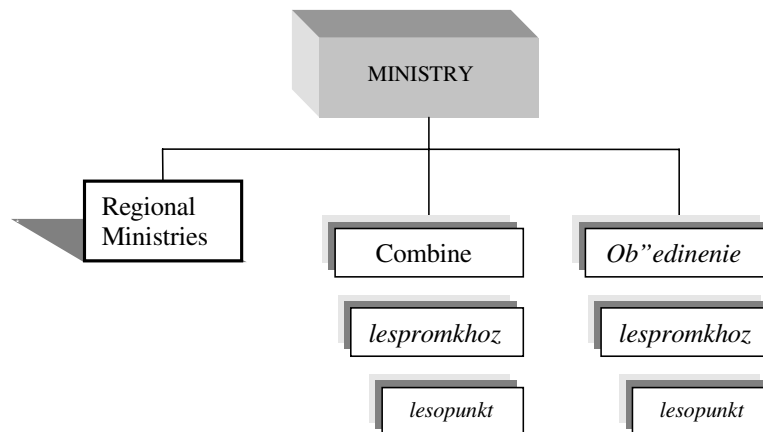 MINISTRY
Regional
Ministries
Combine
Ob”edinenie
lespromkhoz
lespromkhoz
lesopunkt
lesopunkt